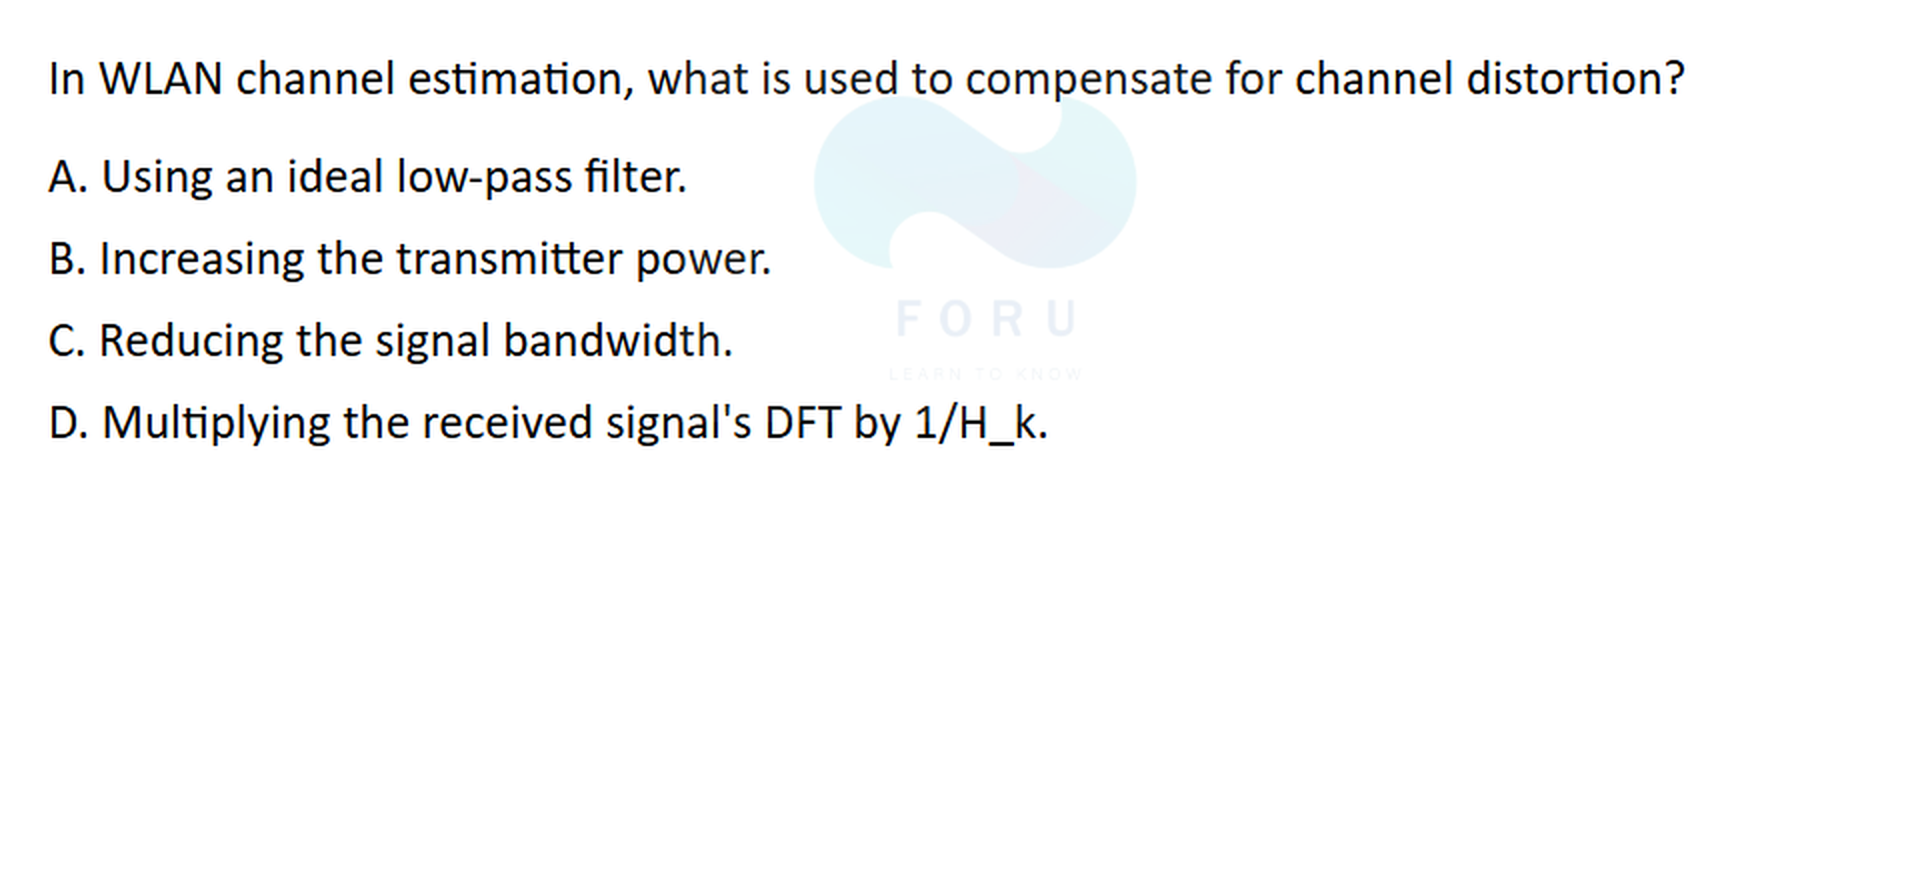 In WLAN channel estimation, what is used to compensate for channel distortion?
A. Using an ideal low-pass filter.
B. Increasing the transmitter power.
FORU
C. Reducing the signal bandwidth.
LEARN TO KNOW
D. Multiplying the received signal's DFT by 1/H_k.